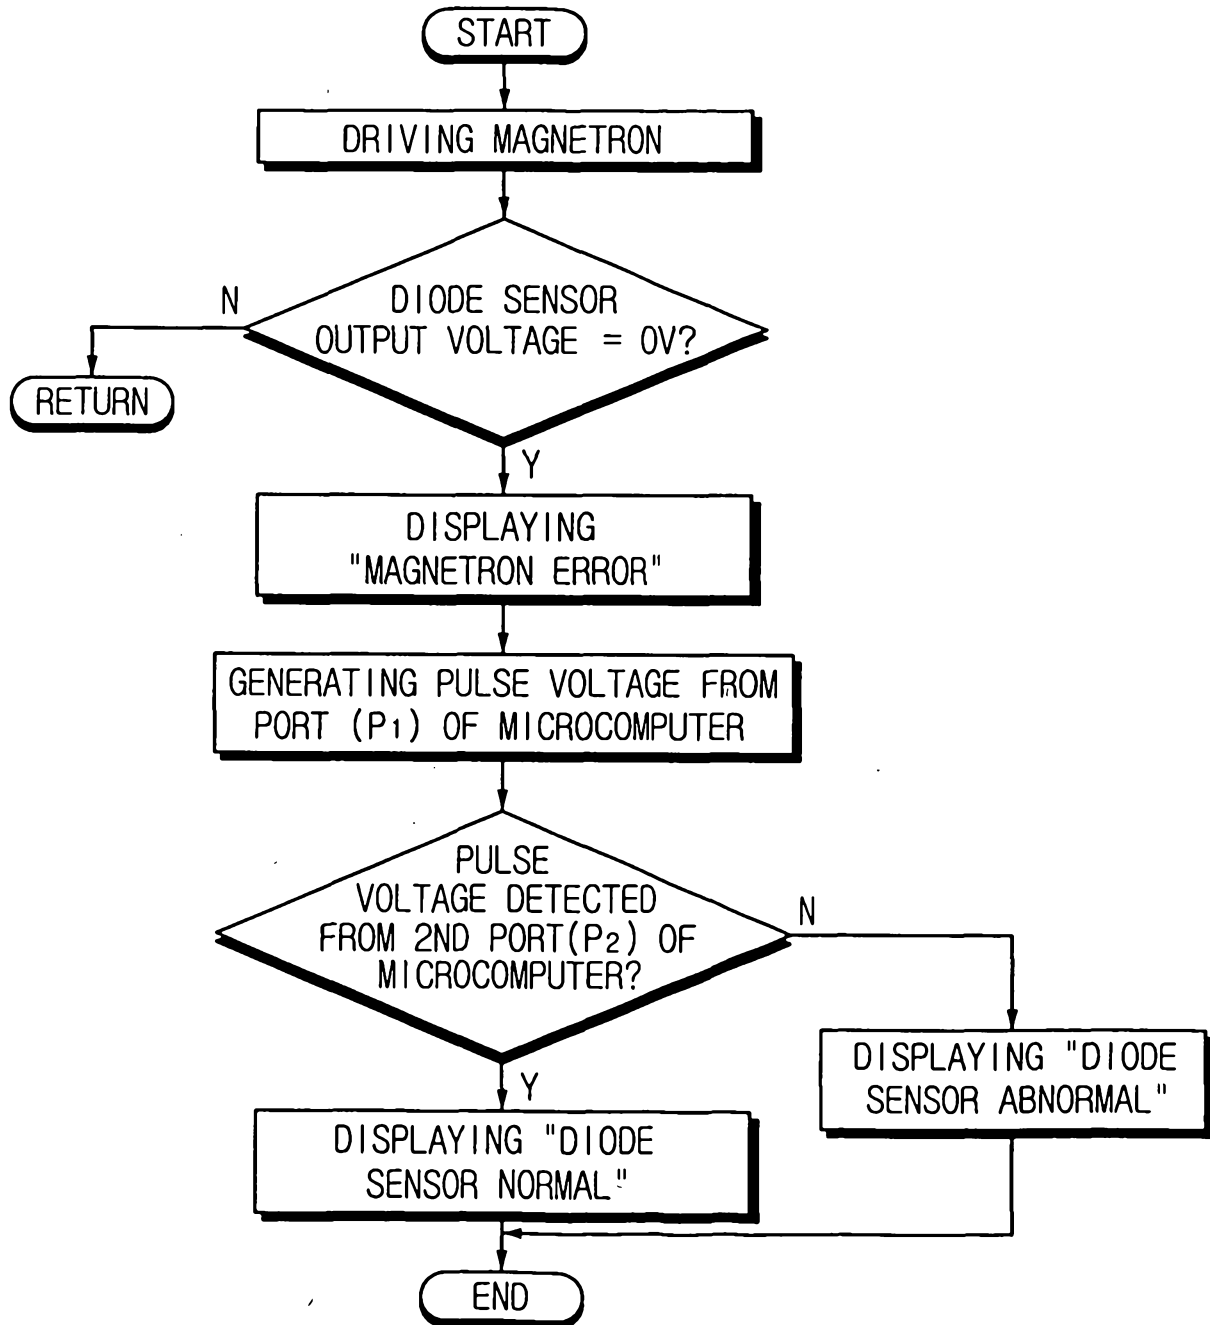 START
DRIVING MAGNETRON
N
DIODE SENSOR
OUTPUT VOLTAGE = 0V?
RETURN
Y
DISPLAYING
"MAGNETRON ERROR"
GENERATING PULSE VOLTAGE FROM
PORT (P1) OF MICROCOMPUTER
PULSE
VOLTAGE DETECTED
FROM 2ND PORT(P2) OF
MICROCOMPUTER?
N
DISPLAYING "DIODE
SENSOR ABNORMAL"
Y
DISPLAYING "DIODE
SENSOR NORMAL"
END